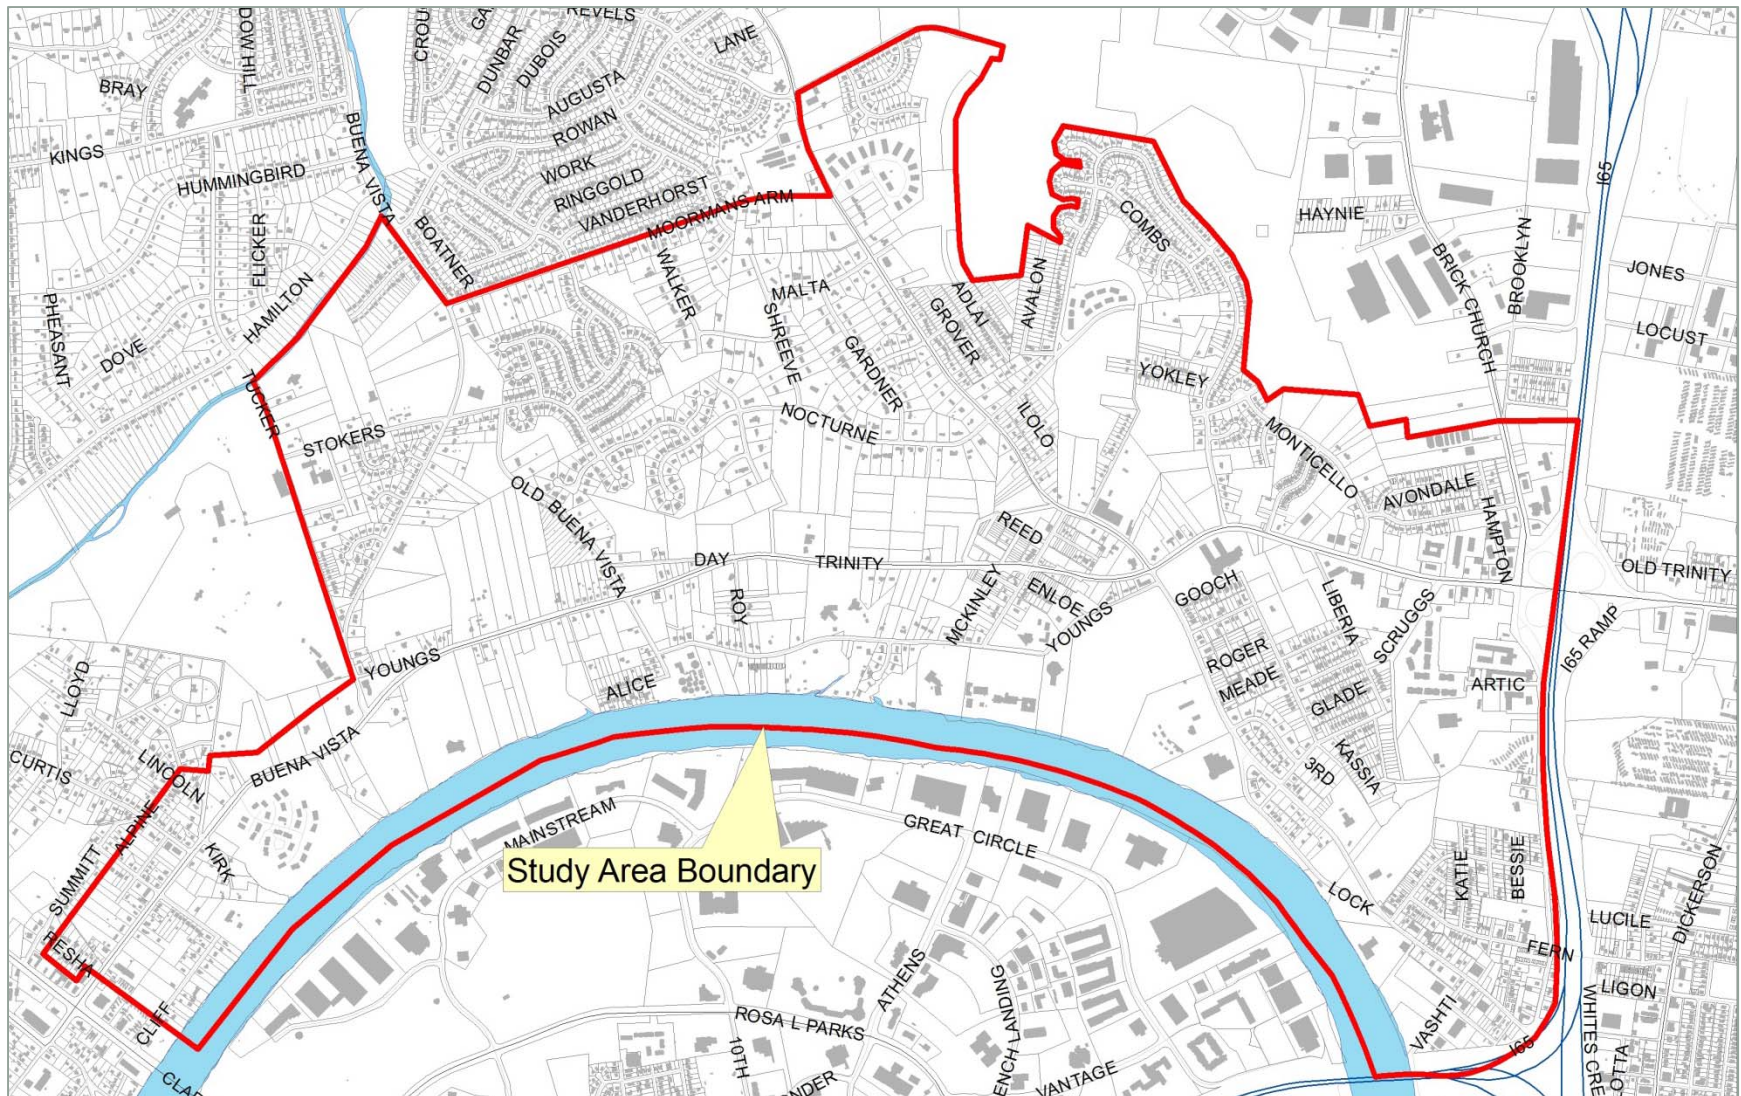 REVELS
LANE
DUNBAR
DUBOIS
AUGUSTA
ROWAN
WORK
RINGGOLD
VANDERHORST
MOORMANS ARM
BRAY
KINGS
BUENA VISTA
HUMMINGBIRD
FLICKER
BOATNER
HAMILTON
PHEASANT
DOVE
TUCKER
STOKERS
WALKER
MALTA
SHREEVE
GARDNER
NOCTURNE
ADLAI
GROVER
AVALON
ILOLO
COMBS
YOKLEY
HAYNIE
BRICK CHURCH
BROOKLYN
I65
JONES
LOCUST
MONTICELLO
AVONDALE
HAMPTON
OLD BUENA VISTA
DAY
TRINITY
REED
ROY
MCKINLEY
ENLOE
YOUNGS
GOOCH
LIBERIA
SCRUGGS
OLD TRINITY
I65 RAMP
ROGER
MEADE
GLADE
ARTIC
KASSIA
3RD
YOUNGS
ALICE
LLOYD
CURTIS
LINCOLN
BUENA VISTA
ALPINE
SUMMITT
KIRK
MAINSTREAM
GREAT CIRCLE
Study Area Boundary
LOCK
KATIE
BESSIE
LUCILE
DICKERSON
FERN
LIGON
PESHA
CLIFF
ATHENS
ROSA L PARKS
10TH
VANTAGE
VASHTI
I65
WHITES CRE